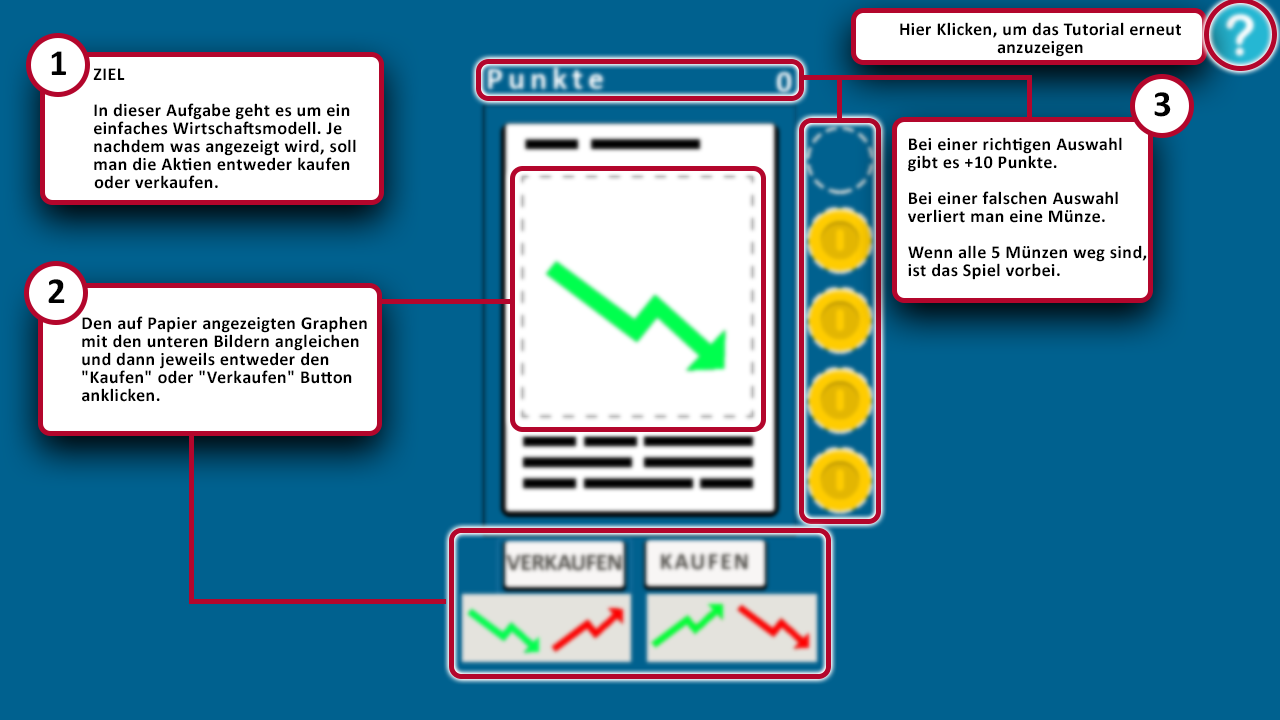 1
ZIEL
In dieser Aufgabe geht es um ein
einfaches Wirtschaftsmodell. Je
nachdem was angezeigt wird, soll
man die Aktien entweder kaufen
oder verkaufen.
2
Den auf Papier angezeigten Graphen
mit den unteren Bildern angleichen
und dann jeweils entweder den
"Kaufen" oder "Verkaufen" Button
anklicken.
Punkte 0
VERKAUFEN
KAUFEN
Hier Klicken, um das Tutorial erneut
anzuzeigen
?
3
Bei einer richtigen Auswahl
gibt es +10 Punkte.
Bei einer falschen Auswahl
verliert man eine Münze.
Wenn alle 5 Münzen weg sind,
ist das Spiel vorbei.